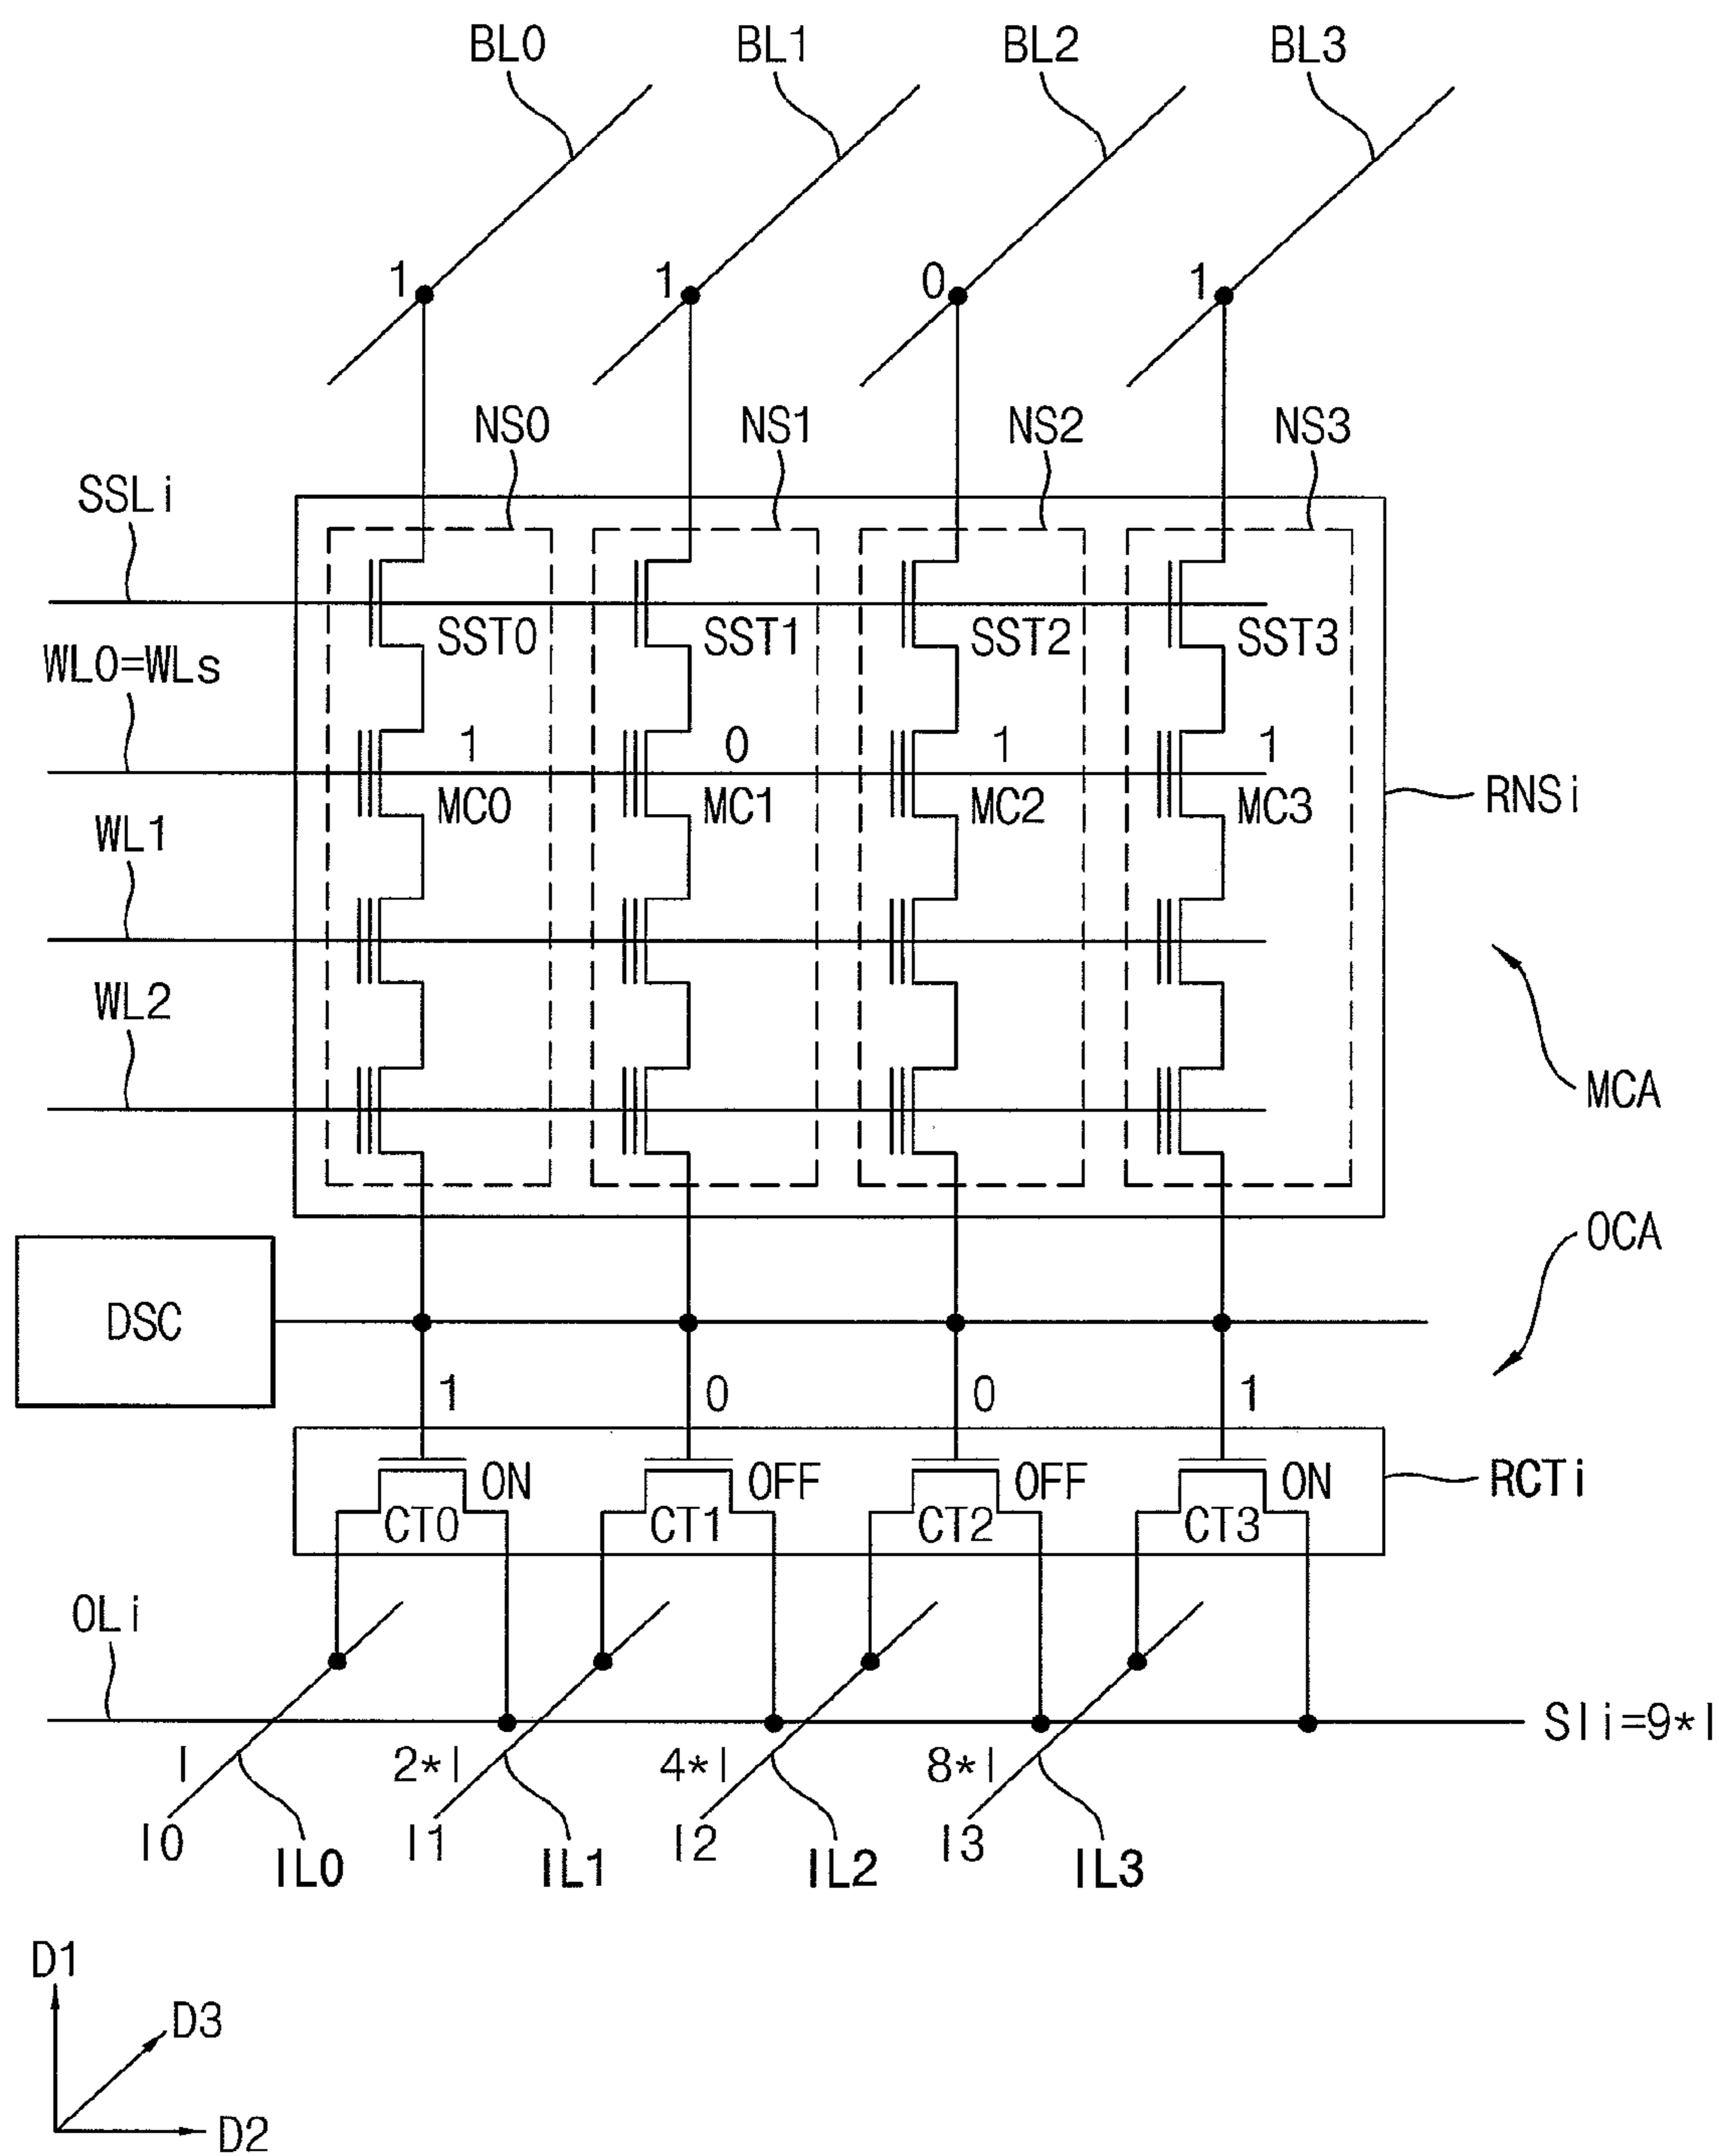 BL0 BL1 BL2 BL3
1 1 0 1
NS0 NS1 NS2 NS3
SSLi
SST0 SST1 SST2 SST3
WL0=WLs
1 0 1 1
MC0 MC1 MC2 MC3
RNSi
WL1
WL2
MCA
OCA
DSC
1 0 0 1
ON OFF OFF ON
RCTi
CT0 CT1 CT2 CT3
OLi
SIi=9*I
I 2*I 4*I 8*I
I0 I1 I2 I3
IL0 IL1 IL2 IL3
D1
D3
D2